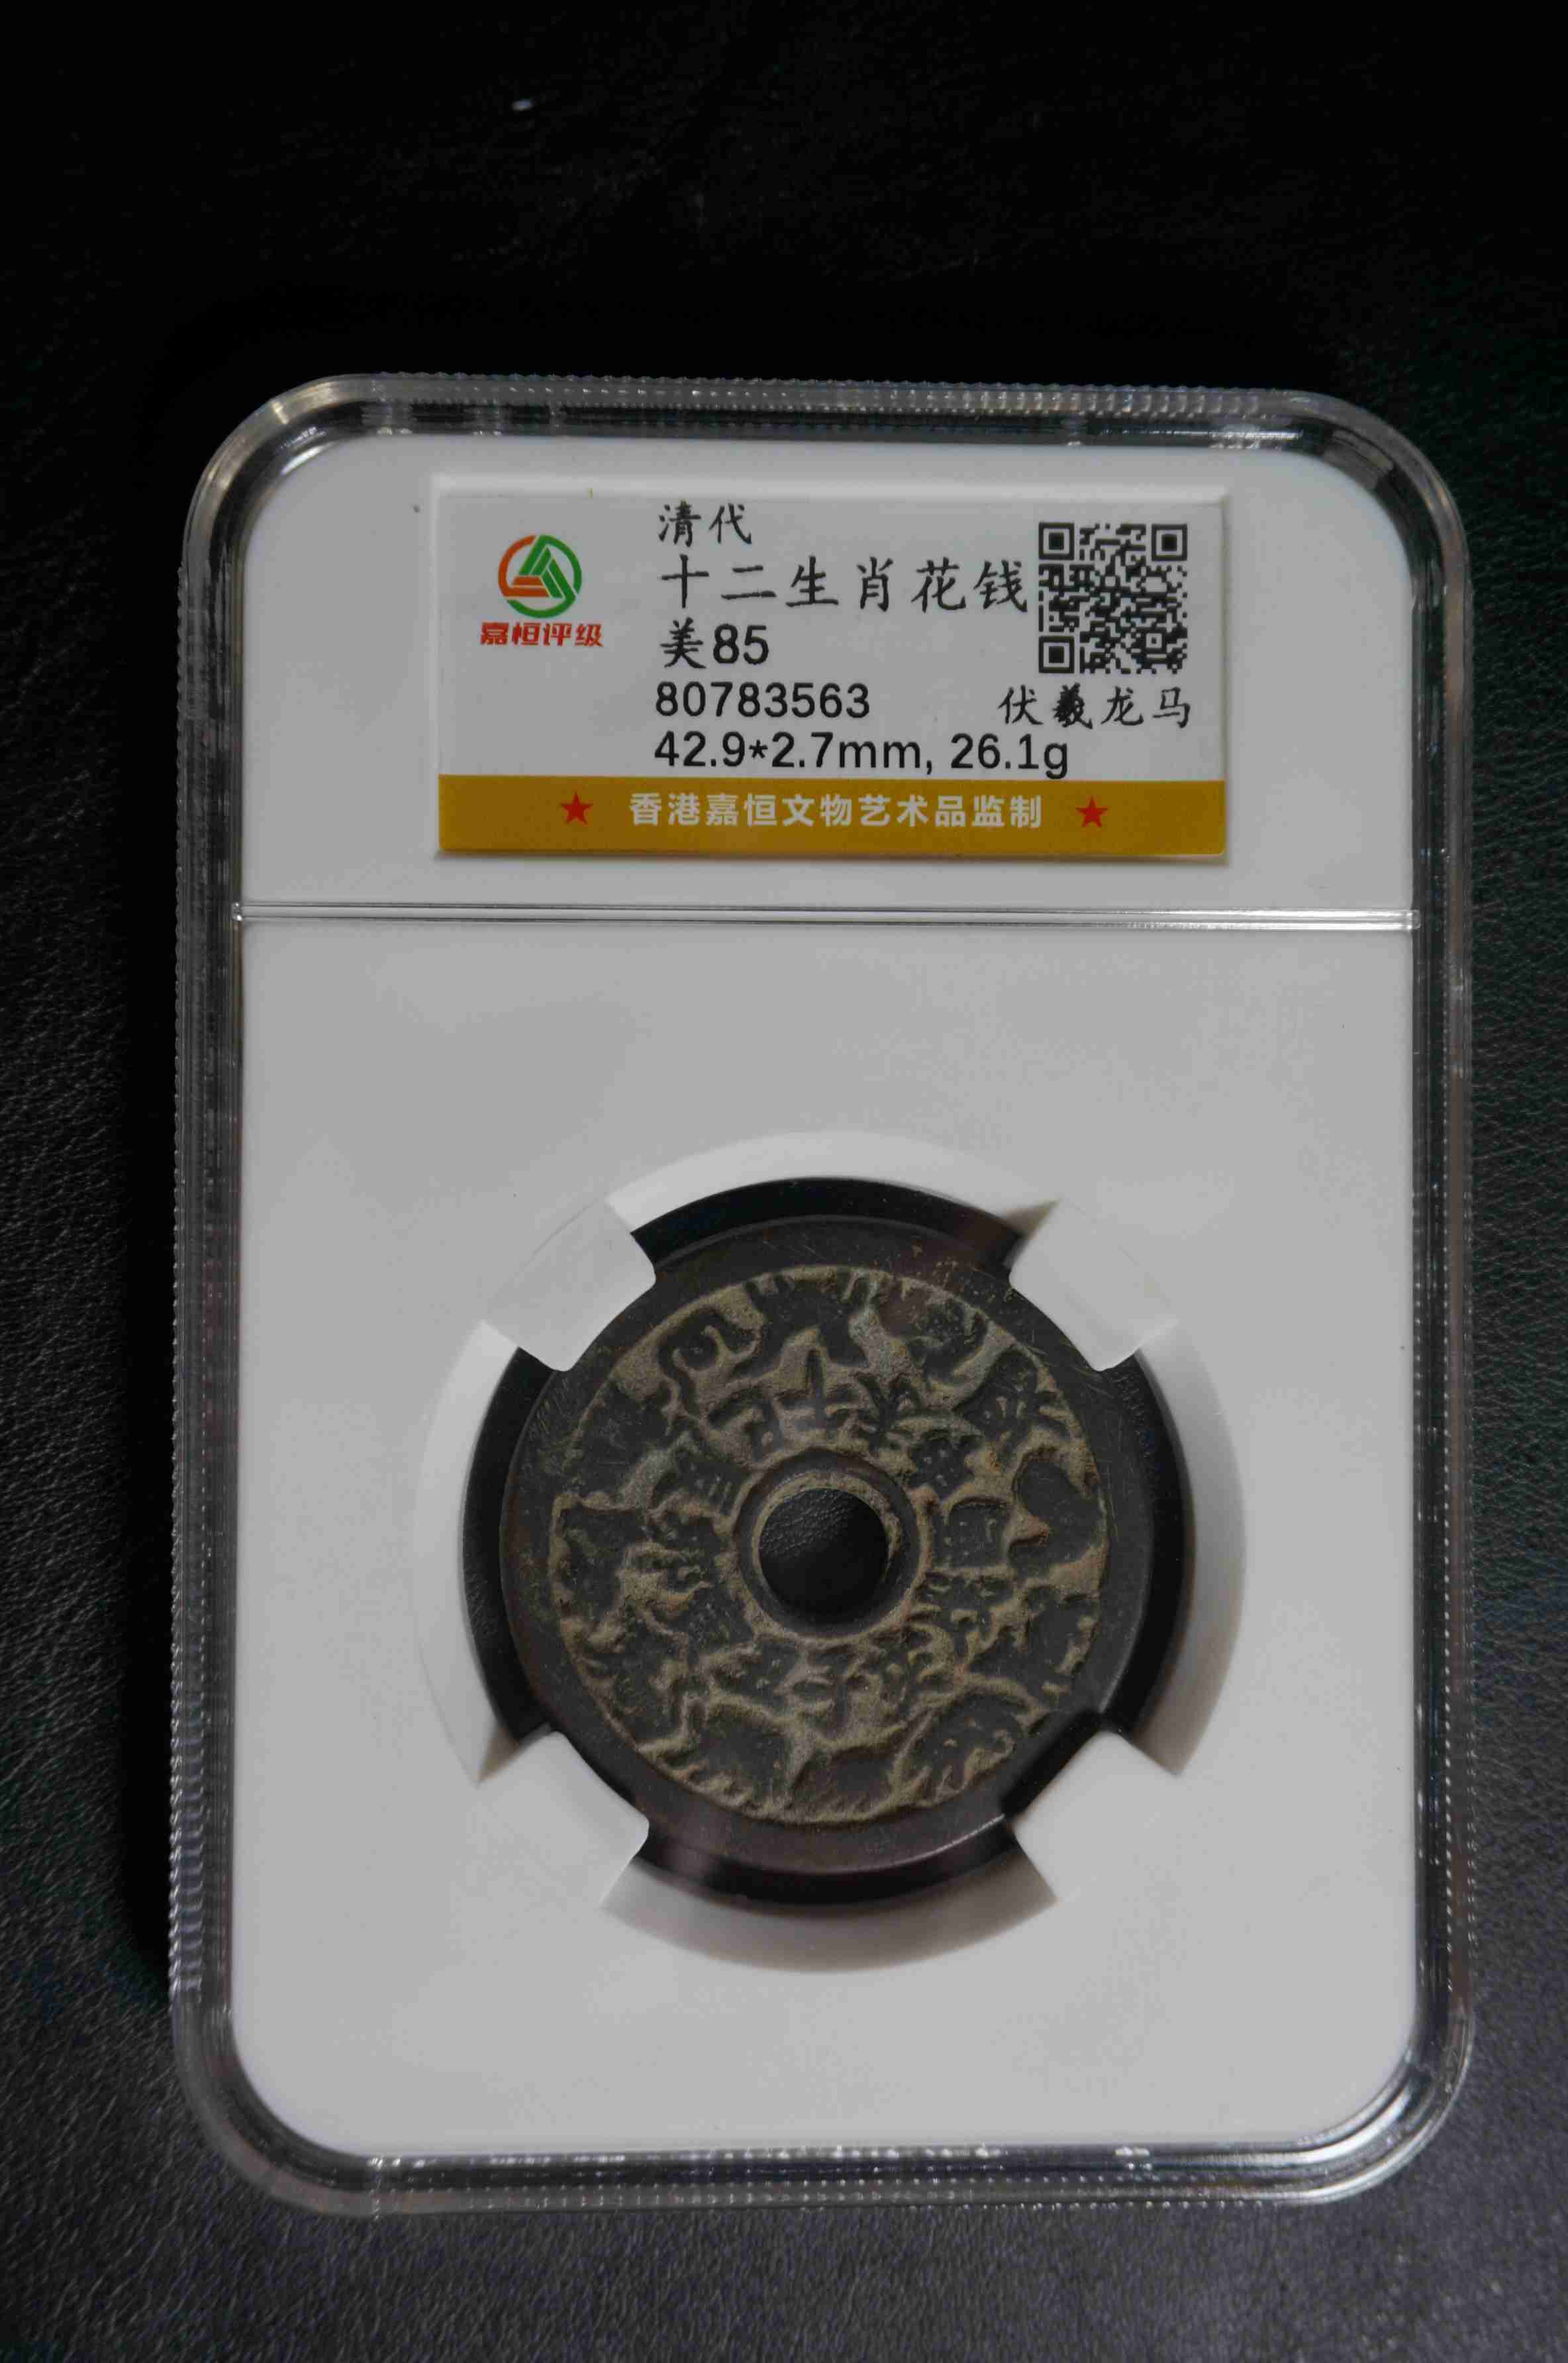 嘉恒评级
清代
十二生肖花钱
美85
80783563
伏羲龙马
42.9*2.7mm, 26.1g
★ 香港嘉恒文物艺术品监制 ★